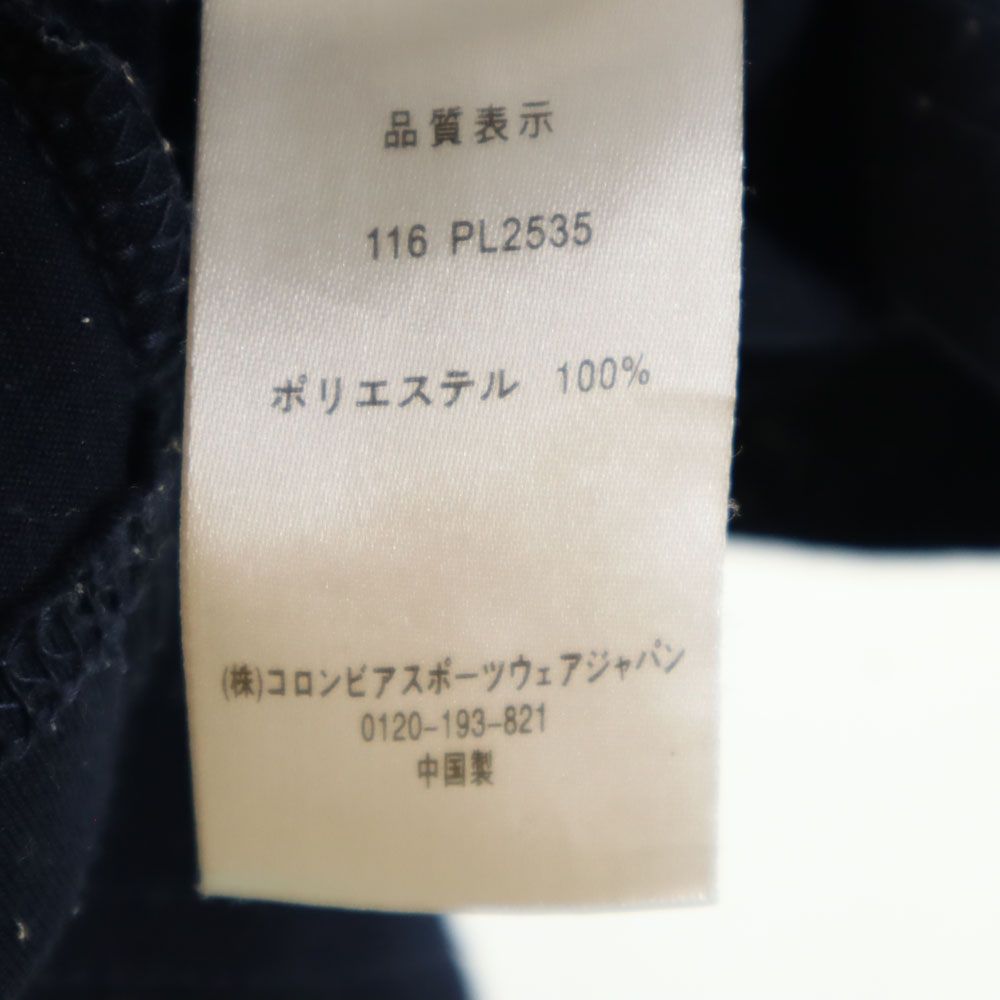 品質表示
116 PL2535
ポリエステル 100%
(株)コロンビアスポーツウェアジャパン
0120-193-821
中国製